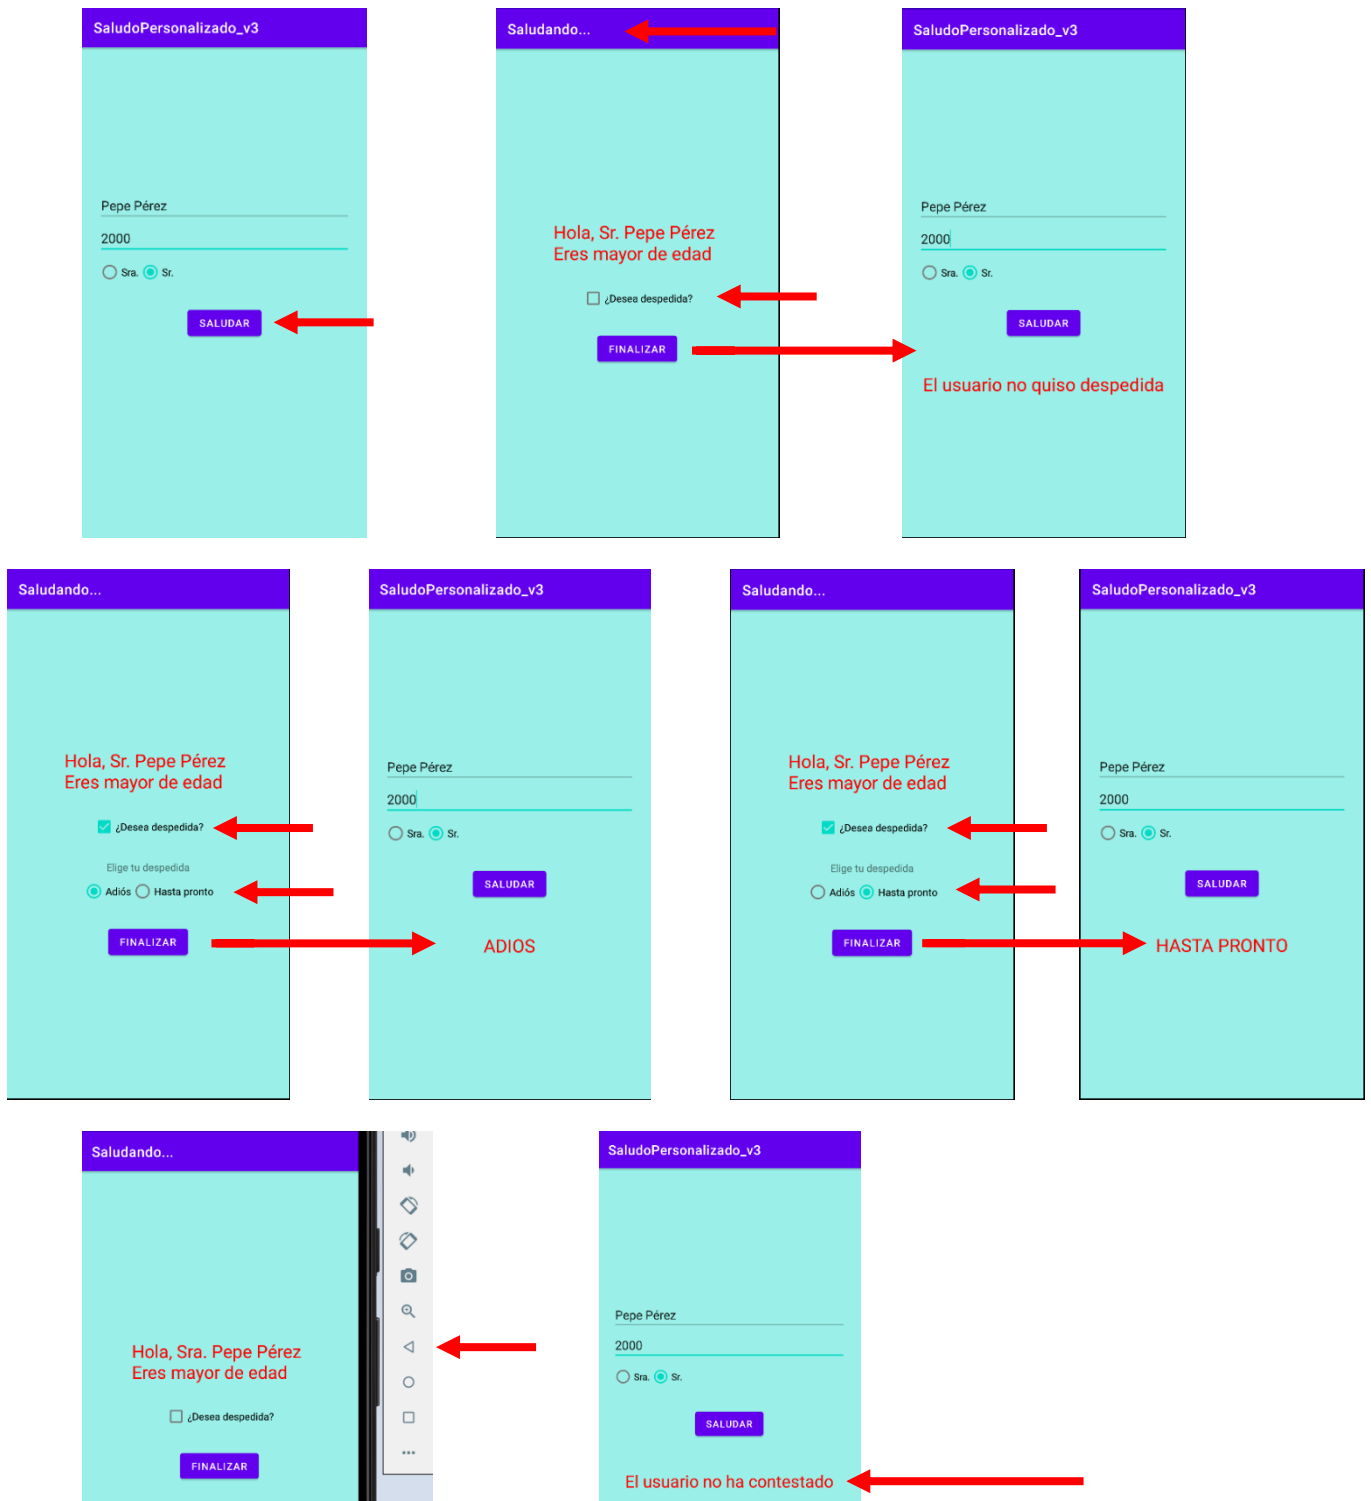 SaludoPersonalizado_v3
Pepe Pérez
2000
Sra.
Sr.
SALUDAR
Saludando...
Hola, Sr. Pepe Pérez
Eres mayor de edad
¿Desea despedida?
FINALIZAR
SaludoPersonalizado_v3
Pepe Pérez
2000
Sra.
Sr.
SALUDAR
El usuario no quiso despedida
Saludando...
Hola, Sr. Pepe Pérez
Eres mayor de edad
¿Desea despedida?
Elige tu despedida
Adiós
Hasta pronto
FINALIZAR
SaludoPersonalizado_v3
Pepe Pérez
2000
Sra.
Sr.
SALUDAR
ADIOS
Saludando...
Hola, Sr. Pepe Pérez
Eres mayor de edad
¿Desea despedida?
Elige tu despedida
Adiós
Hasta pronto
FINALIZAR
SaludoPersonalizado_v3
Pepe Pérez
2000
Sra.
Sr.
SALUDAR
HASTA PRONTO
Saludando...
Hola, Sra. Pepe Pérez
Eres mayor de edad
¿Desea despedida?
FINALIZAR
SaludoPersonalizado_v3
Pepe Pérez
2000
Sra.
Sr.
SALUDAR
El usuario no ha contestado